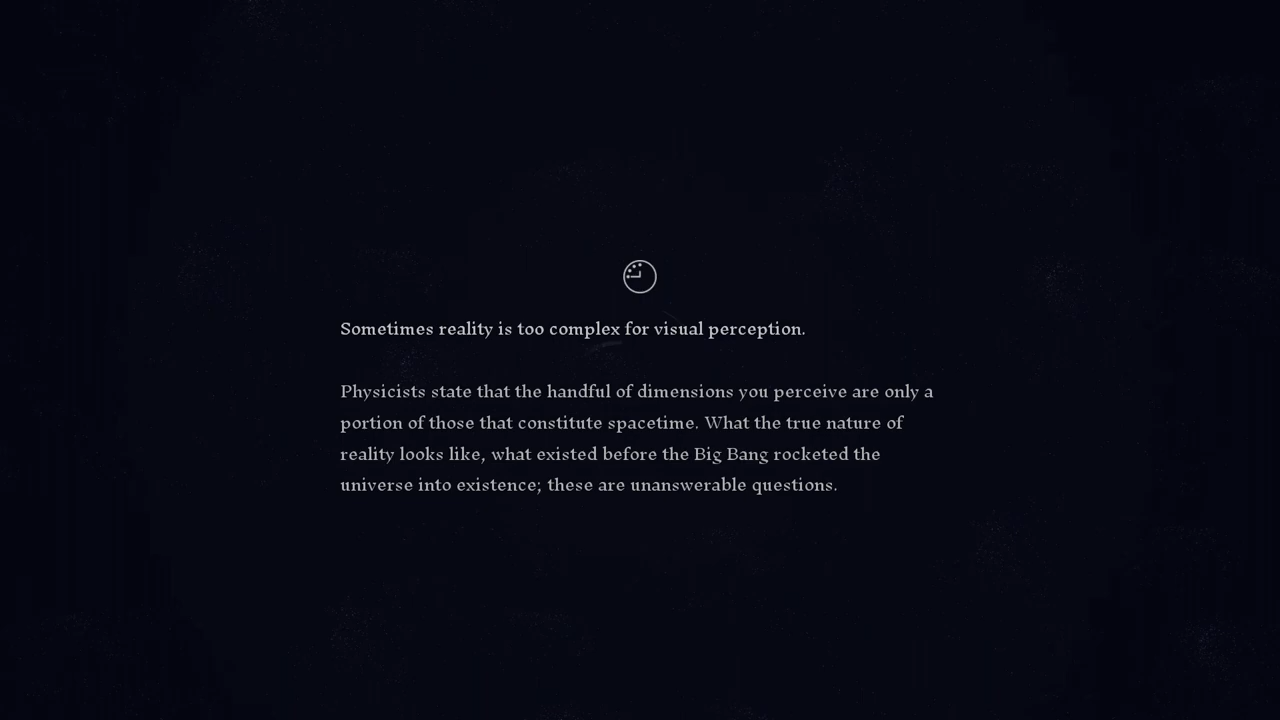 Sometimes reality is too complex for visual perception.
Physicists state that the handful of dimensions you perceive are only a
portion of those that constitute spacetime. What the true nature of
reality looks like, what existed before the Big Bang rocketed the
universe into existence; these are unanswerable questions.